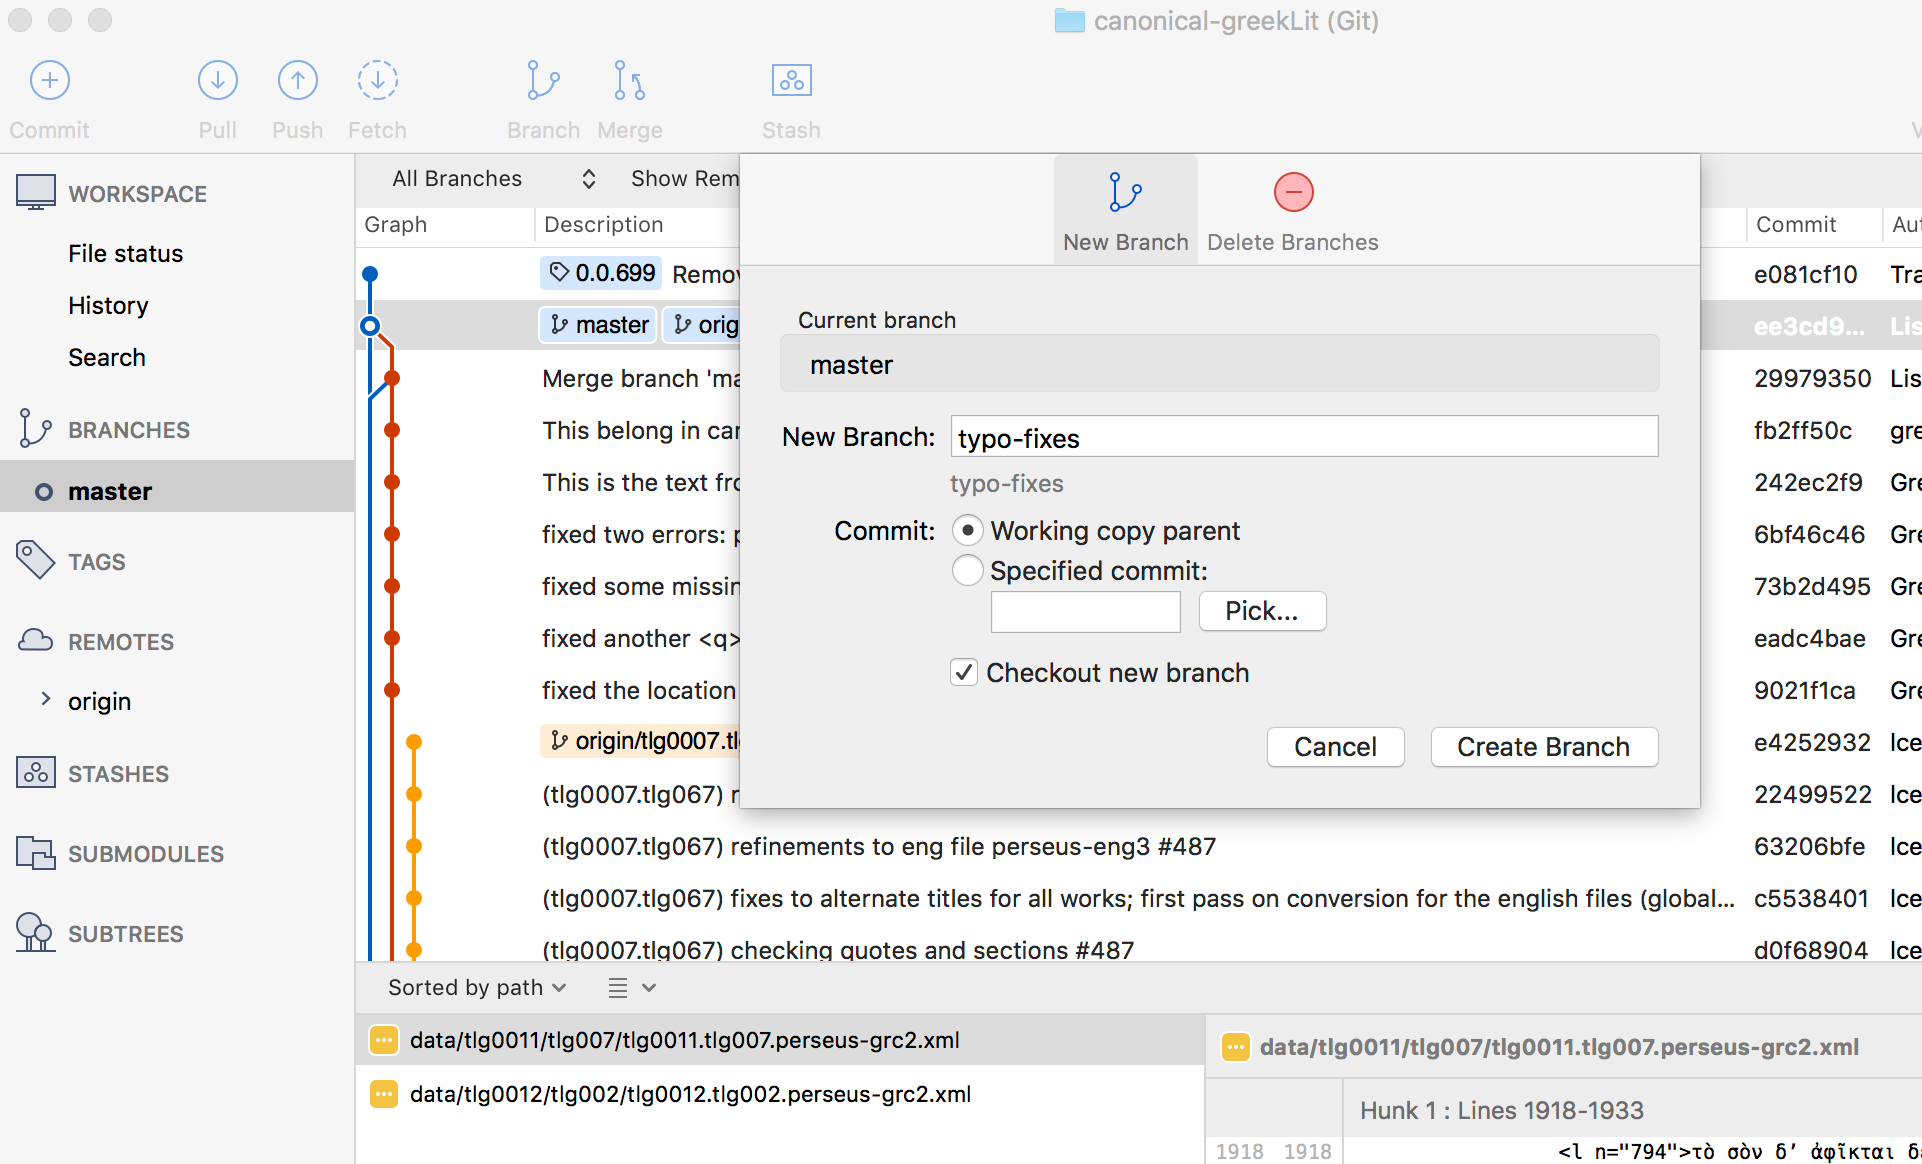 canonical-greekLit (Git)
Commit
Pull
Push
Fetch
Branch
Merge
Stash
WORKSPACE
File status
History
Search
BRANCHES
master
TAGS
REMOTES
origin
STASHES
SUBMODULES
SUBTREES
All Branches
Show Rem
Graph
Description
Commit
Aut
0.0.699 Remov
e081cf10 Tra
master orig
ee3cd9... Lis
Merge branch 'ma
29979350 Lis
This belong in car
fb2ff50c gre
This is the text fro
242ec2f9 Gre
fixed two errors: p
6bf46c46 Gre
fixed some missin
73b2d495 Gre
fixed another <q>
eadc4bae Gre
fixed the location
9021f1ca Gre
origin/tlg0007.tl
e4252932 Ice
(tlg0007.tlg067) r
22499522 Ice
(tlg0007.tlg067) refinements to eng file perseus-eng3 #487
63206bfe Ice
(tlg0007.tlg067) fixes to alternate titles for all works; first pass on conversion for the english files (global...
c5538401 Ice
(tlg0007.tlg067) checking quotes and sections #487
d0f68904 Ice
New Branch
Delete Branches
Current branch
master
New Branch: typo-fixes
typo-fixes
Commit: Working copy parent
Specified commit:
Pick...
Checkout new branch
Cancel
Create Branch
Sorted by path
data/tlg0011/tlg007/tlg0011.tlg007.perseus-grc2.xml
data/tlg0012/tlg002/tlg0012.tlg002.perseus-grc2.xml
data/tlg0011/tlg007/tlg0011.tlg007.perseus-grc2.xml
Hunk 1 : Lines 1918-1933
1918 1918 <l n="794">τὸ σὸν δ’ ἀφῖκται